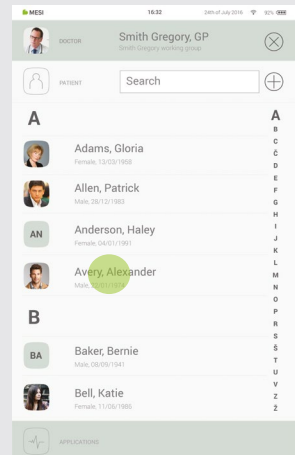 MESI
16:32
24th of July 2016
92%
DOCTOR
Smith Gregory, GP
Smith Gregory working group
PATIENT
Search
A
Adams, Gloria
Female, 13/03/1958
Allen, Patrick
Male, 28/12/1983
AN
Anderson, Haley
Female, 04/01/1991
Avery, Alexander
Male,
B
BA
Baker, Bernie
Male, 08/09/1941
Bell, Katie
Female, 11/06/1986
APPLICATIONS
A
B
C
Č
D
E
F
G
H
I
J
K
L
M
N
O
P
R
S
Š
T
U
V
Z
Ž